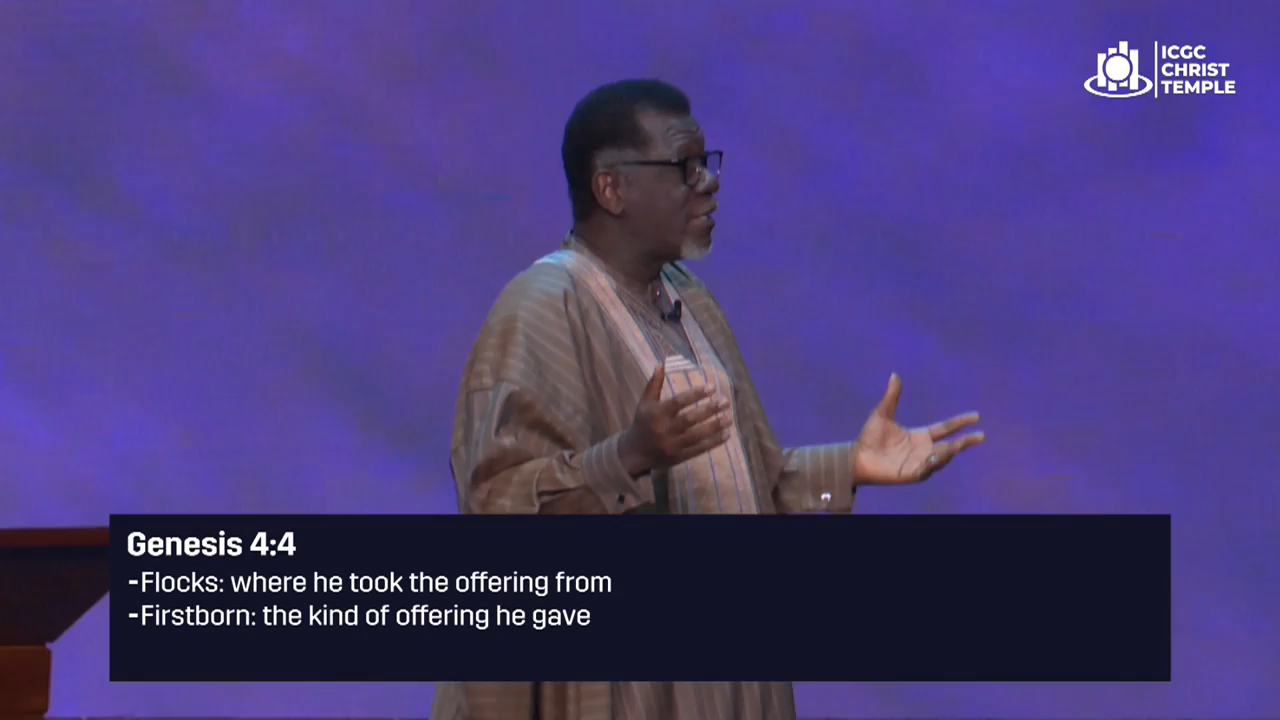 ICGC
CHRIST
TEMPLE
Genesis 4:4
-Flocks: where he took the offering from
-Firstborn: the kind of offering he gave